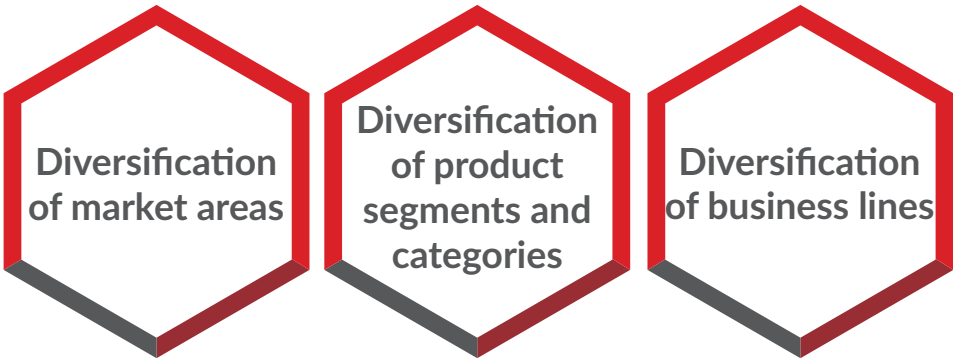 Diversification
of market areas
Diversification
of product
segments and
categories
Diversification
of business lines